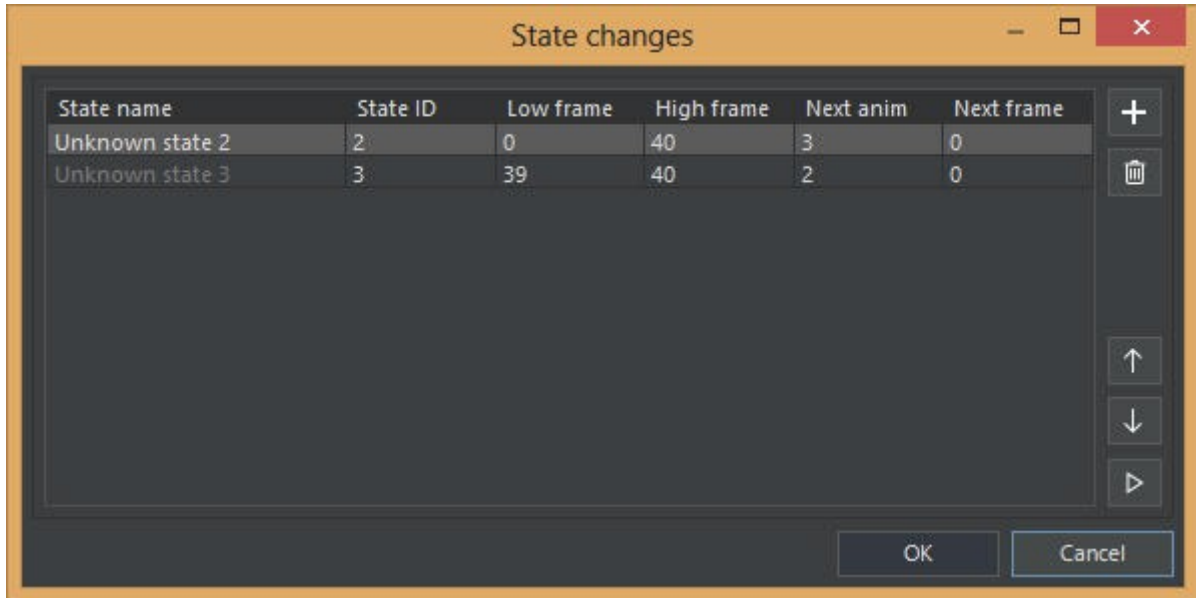 State changes
State name State ID Low frame High frame Next anim Next frame
Unknown state 2 2 0 40 3 0
Unknown state 3 3 39 40 2 0
OK Cancel